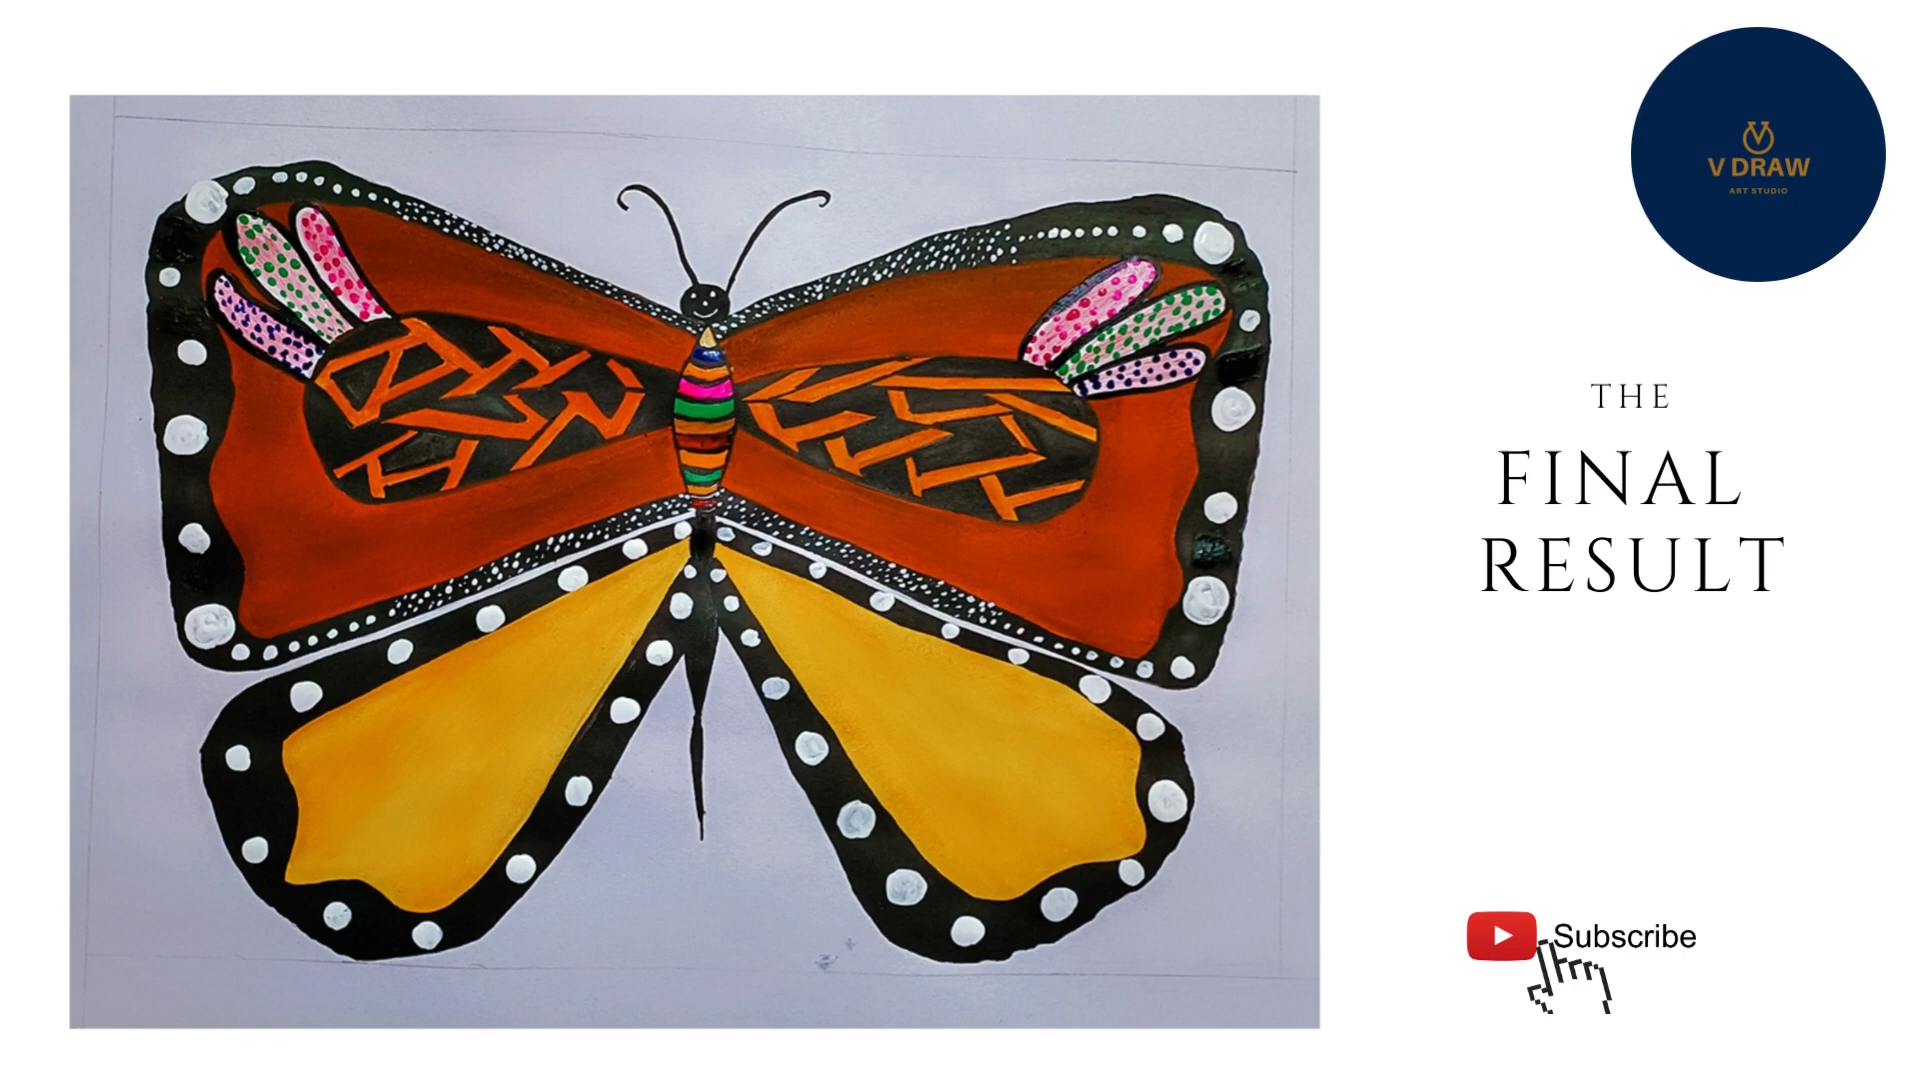 V DRAW
ART STUDIO
THE
FINAL
RESULT
Subscribe